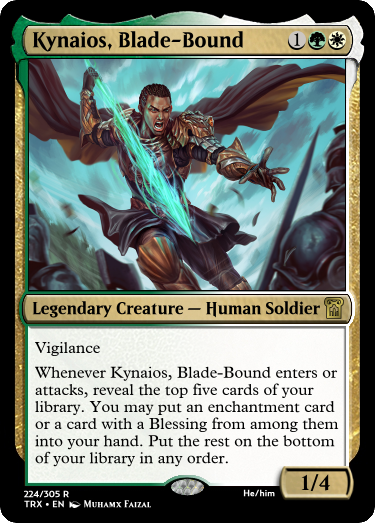 Kynaios, Blade-Bound 1
Legendary Creature — Human Soldier
Vigilance
Whenever Kynaios, Blade-Bound enters or
attacks, reveal the top five cards of your
library. You may put an enchantment card
or a card with a Blessing from among them
into your hand. Put the rest on the bottom
of your library in any order.
1/4
224/305 R
TRX • EN Muhamx Faizal
He/him